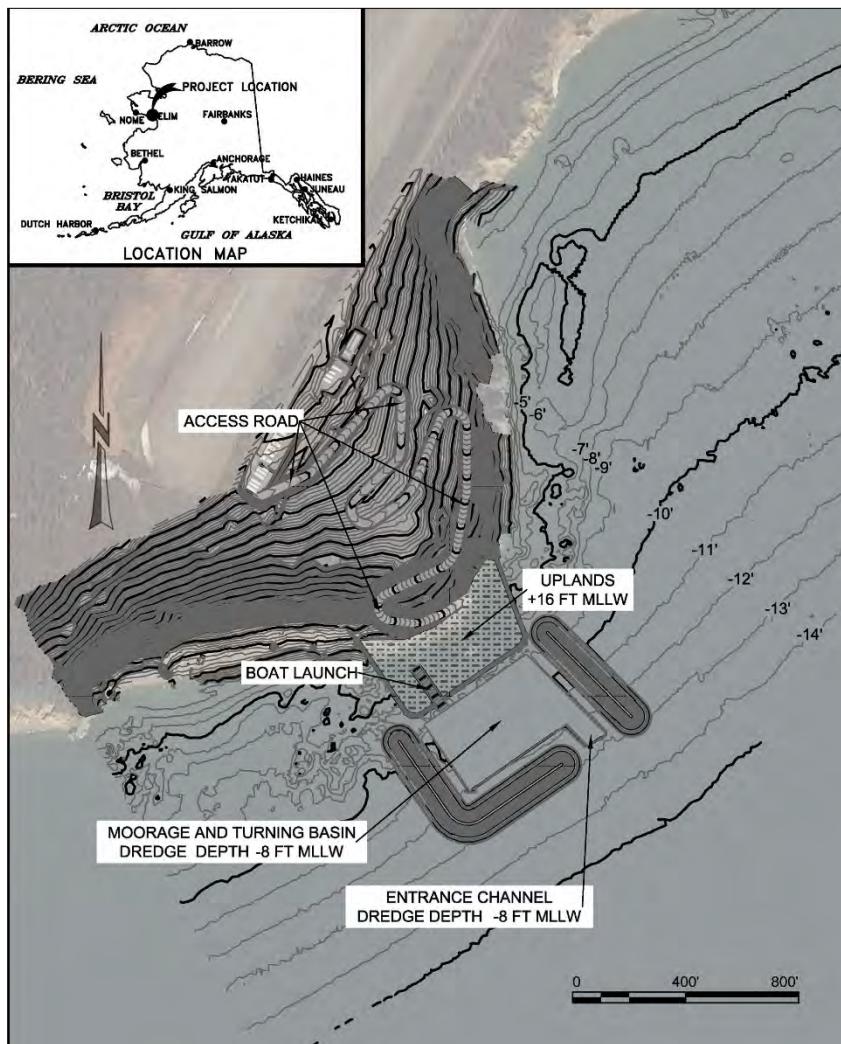 ARCTIC OCEAN
BARROW
BERING SEA
PROJECT LOCATION
NOME
ELIM
FAIRBANKS
BETHEL
ANCHORAGE
YAKATUT
HAINES
JUNEAU
BRISTOL
BAY
KING SALMON
KETCHIKAN
DUTCH HARBOR
GULF OF ALASKA
LOCATION MAP
N
ACCESS ROAD
-5'
-6'
-7'
-8'
-9'
-10'
-11'
-12'
-13'
-14'
UPLANDS
+16 FT MLLW
BOAT LAUNCH
MOORAGE AND TURNING BASIN
DREDGE DEPTH -8 FT MLLW
ENTRANCE CHANNEL
DREDGE DEPTH -8 FT MLLW
0 400' 800'